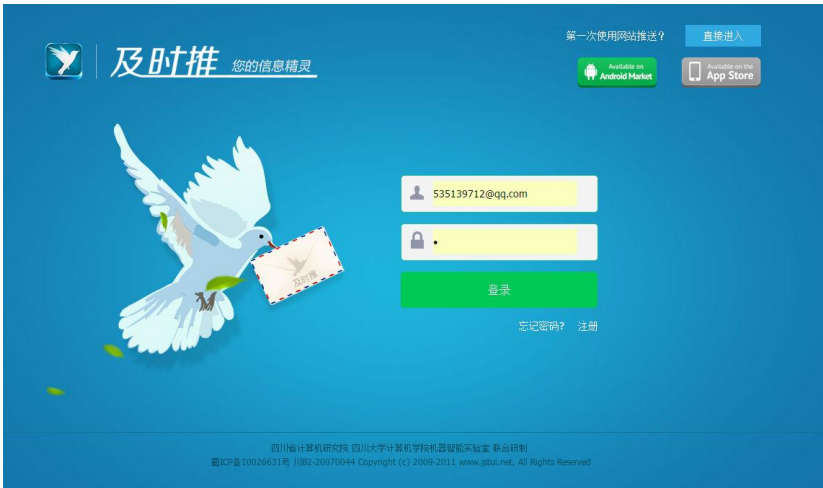 第一次使用网站推送？ 直接进入
及时推 您的信息精灵
Available on Android Market
Available on the App Store
535139712@qq.com
及时推
登录
忘记密码? 注册
四川省计算机研究院 四川大学计算机学院机器智能实验室 联合研制
蜀ICP备10026631号 川B2-20070044 Copyright (c) 2009-2011 www.jstui.net, All Rights Reserved